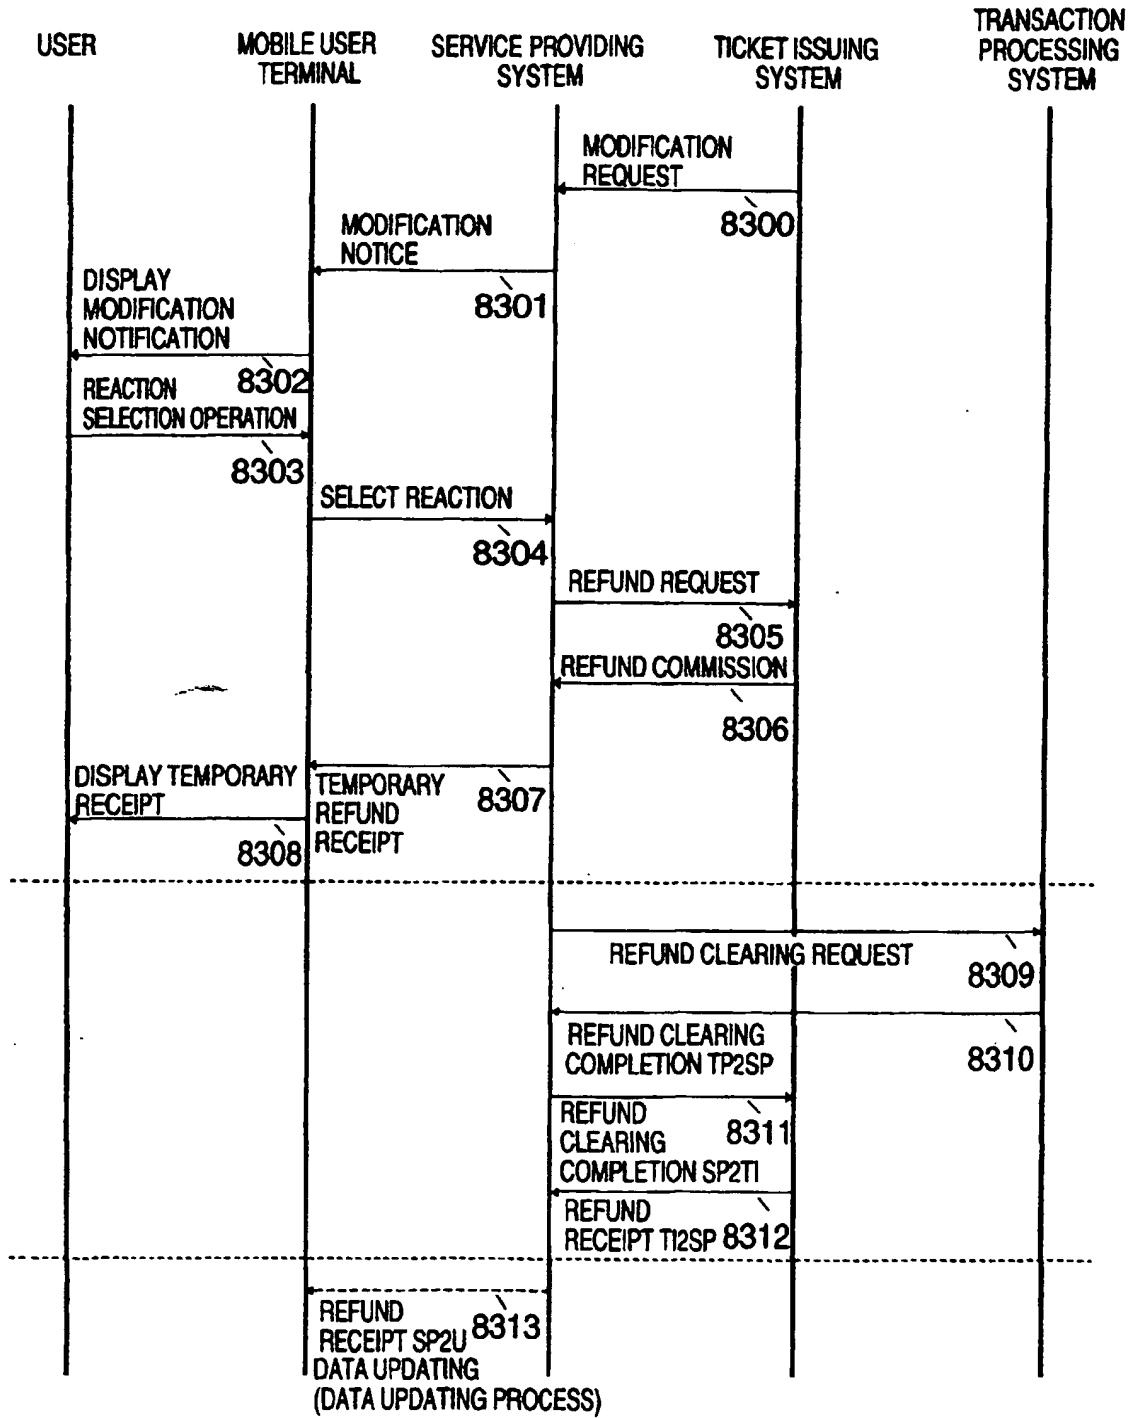 USER
MOBILE USER
TERMINAL
SERVICE PROVIDING
SYSTEM
TICKET ISSUING
SYSTEM
TRANSACTION
PROCESSING
SYSTEM
MODIFICATION
REQUEST
8300
MODIFICATION
NOTICE
8301
DISPLAY
MODIFICATION
NOTIFICATION
8302
REACTION
SELECTION OPERATION
8303
SELECT REACTION
8304
REFUND REQUEST
8305
REFUND COMMISSION
8306
TEMPORARY
REFUND
RECEIPT
8307
DISPLAY TEMPORARY
RECEIPT
8308
REFUND CLEARING REQUEST
8309
REFUND CLEARING
COMPLETION TP2SP
8310
REFUND
CLEARING
COMPLETION SP2TI
8311
REFUND
RECEIPT TI2SP
8312
REFUND
RECEIPT SP2U
8313
DATA UPDATING
(DATA UPDATING PROCESS)